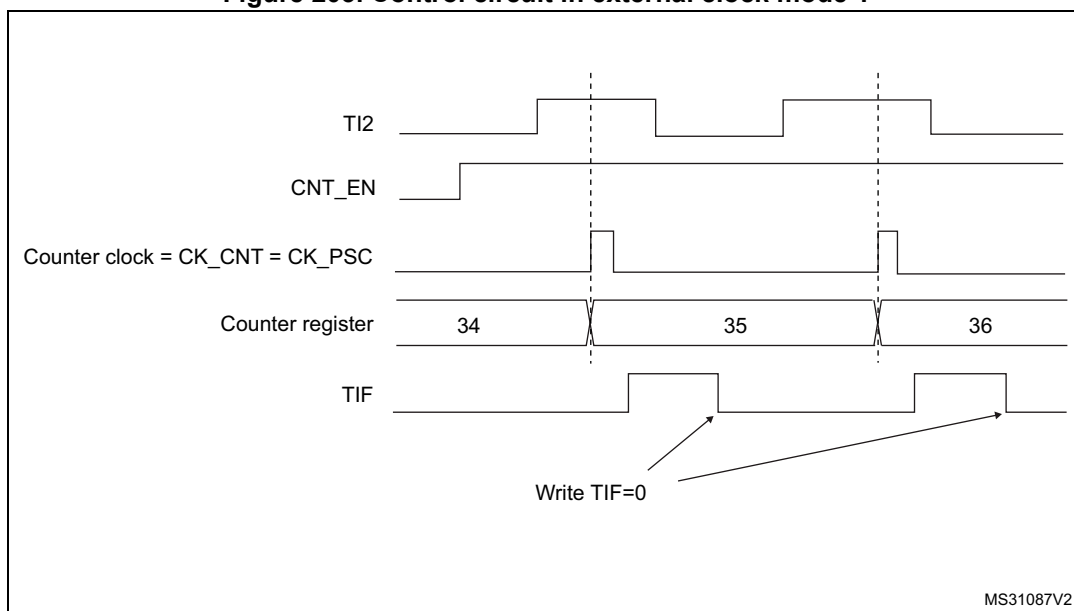 Figure Control circuit in external clock mode 1
TI2
CNT_EN
Counter clock = CK_CNT = CK_PSC
Counter register 34 35 36
TIF
Write TIF=0
MS31087V2